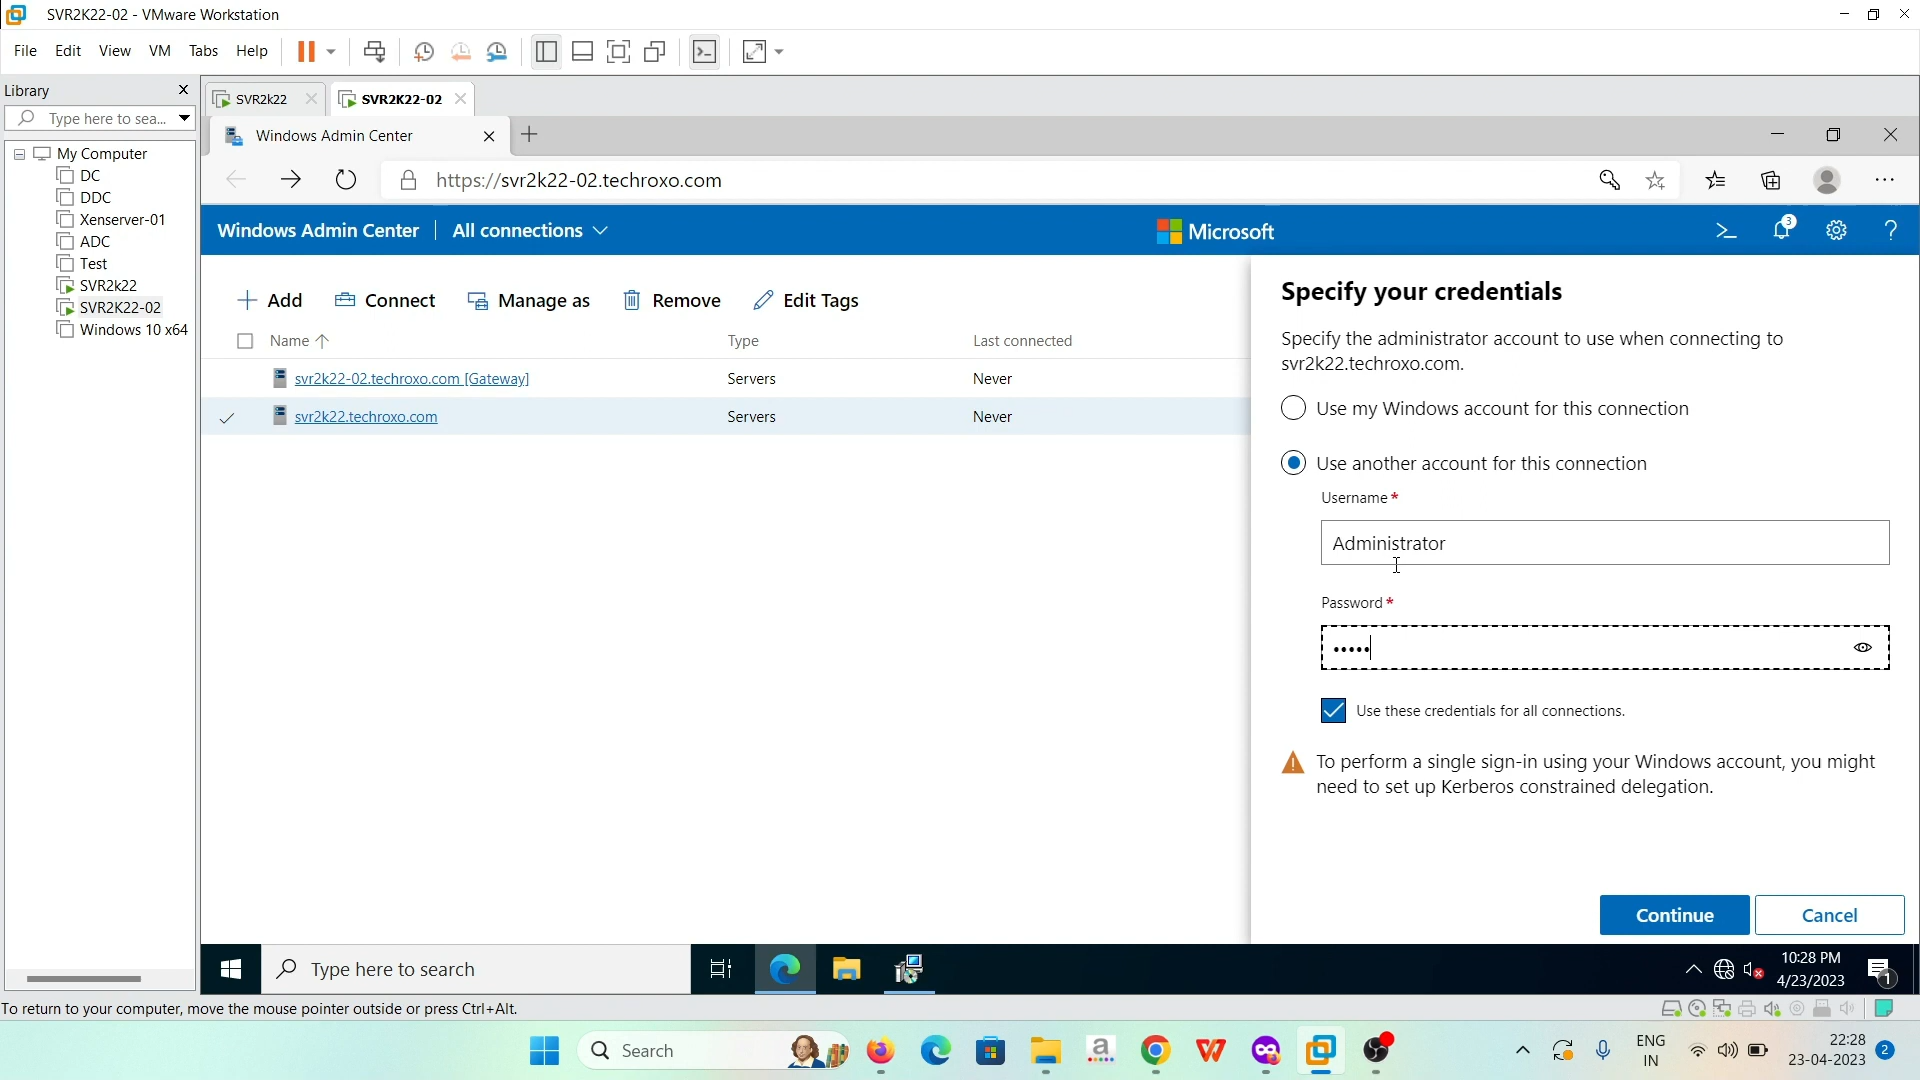 SVR2K22-02 - VMware Workstation
File Edit View VM Tabs Help
Library
Type here to sea...
My Computer
DC
DDC
Xenserver-01
ADC
Test
SVR2k22
SVR2K22-02
Windows 10 x64
SVR2k22
SVR2K22-02
Windows Admin Center
https://svr2k22-02.techroxo.com
Windows Admin Center
All connections
Microsoft
3
Add
Connect
Manage as
Remove
Edit Tags
Name
Type
Last connected
svr2k22-02.techroxo.com [Gateway]
Servers
Never
svr2k22.techroxo.com
Servers
Never
Specify your credentials
Specify the administrator account to use when connecting to
svr2k22.techroxo.com.
Use my Windows account for this connection
Use another account for this connection
Username *
Administrator
Password *
•••••
Use these credentials for all connections.
To perform a single sign-in using your Windows account, you might
need to set up Kerberos constrained delegation.
Continue
Cancel
Type here to search
10:28 PM
4/23/2023
1
To return to your computer, move the mouse pointer outside or press Ctrl+Alt.
Search
ENG
IN
22:28
23-04-2023
2